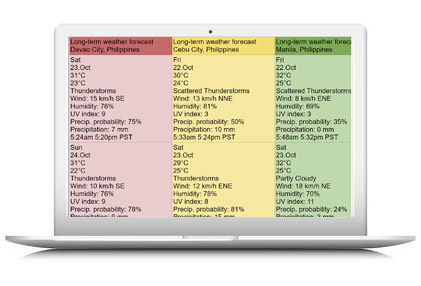 Long-term weather forecast
Davao City, Philippines
Sat
23.Oct
31°C
23°C
Thunderstorms
Wind: 15 km/h SE
Humidity: 76%
UV index: 9
Precip. probability: 75%
Precipitation: 7 mm
5:24am 5:20pm PST
Sun
24.Oct
31°C
22°C
Thunderstorms
Wind: 10 km/h SE
Humidity: 76%
UV index: 9
Precip. probability: 78%
Precipitation: 9 mm
Long-term weather forecast
Cebu City, Philippines
Fri
22.Oct
30°C
24°C
Scattered Thunderstorms
Wind: 13 km/h NNE
Humidity: 81%
UV index: 3
Precip. probability: 50%
Precipitation: 10 mm
5:33am 5:24pm PST
Sat
23.Oct
29°C
25°C
Thunderstorms
Wind: 12 km/h ENE
Humidity: 78%
UV index: 8
Precip. probability: 81%
Precipitation: 15 mm
Long-term weather foreca
Manila, Philippines
Fri
22.Oct
32°C
25°C
Scattered Thunderstorms
Wind: 8 km/h ENE
Humidity: 69%
UV index: 3
Precip. probability: 35%
Precipitation: 0 mm
5:48am 5:32pm PST
Sat
23.Oct
32°C
25°C
Partly Cloudy
Wind: 18 km/h ENE
Humidity: 70%
UV index: 11
Precip. probability: 24%
Precipitation: 3 mm